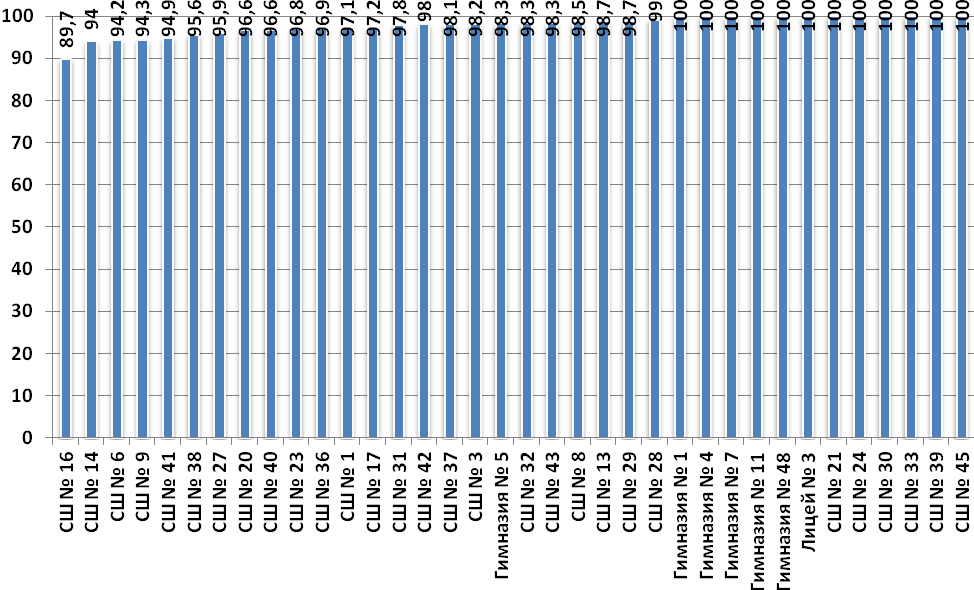 100
90
80
70
60
50
40
30
20
10
0
89,7
94
94,2
94,3
94,9
95,6
95,9
96,6
96,6
96,8
96,9
97,1
97,2
97,8
98
98,1
98,2
98,3
98,3
98,3
98,5
98,7
98,7
99
100
100
100
100
100
100
100
100
100
100
100
100
СШ № 16
СШ № 14
СШ № 6
СШ № 9
СШ № 41
СШ № 38
СШ № 27
СШ № 20
СШ № 40
СШ № 23
СШ № 36
СШ № 1
СШ № 17
СШ № 31
СШ № 42
СШ № 37
СШ № 3
Гимназия № 5
СШ № 32
СШ № 43
СШ № 8
СШ № 13
СШ № 29
СШ № 28
Гимназия № 1
Гимназия № 4
Гимназия № 7
Гимназия № 11
Гимназия № 48
Лицей № 3
СШ № 21
СШ № 24
СШ № 30
СШ № 33
СШ № 39
СШ № 45